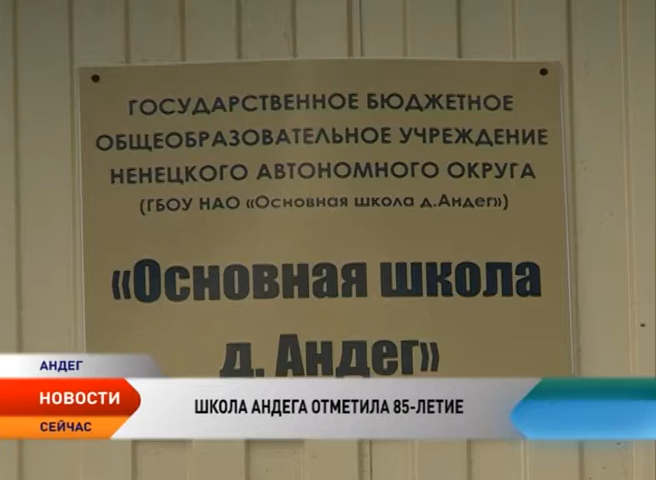 ГОСУДАРСТВЕННОЕ БЮДЖЕТНОЕ
ОБЩЕОБРАЗОВАТЕЛЬНОЕ УЧРЕЖДЕНИЕ
НЕНЕЦКОГО АВТОНОМНОГО ОКРУГА
(ГБОУ НАО «Основная школа д.Андег»)
«Основная школа
д. Андег»
АНДЕГ
НОВОСТИ
ШКОЛА АНДЕГА ОТМЕТИЛА 85-ЛЕТИЕ
СЕЙЧАС